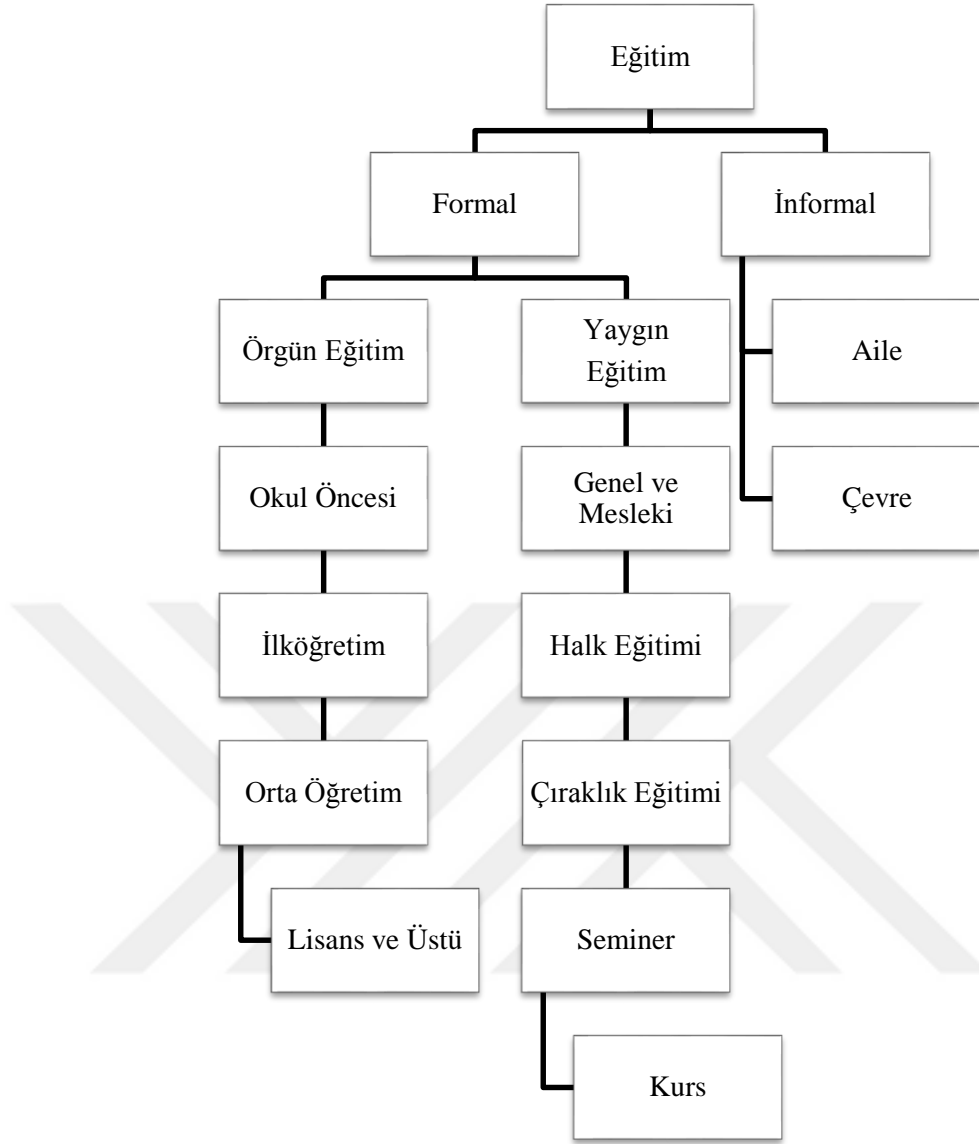 Eğitim
Formal
İnformal
Örgün Eğitim
Yaygın
Eğitim
Aile
Okul Öncesi
Genel ve
Mesleki
Çevre
İlköğretim
Halk Eğitimi
Orta Öğretim
Çıraklık Eğitimi
Lisans ve Üstü
Seminer
Kurs